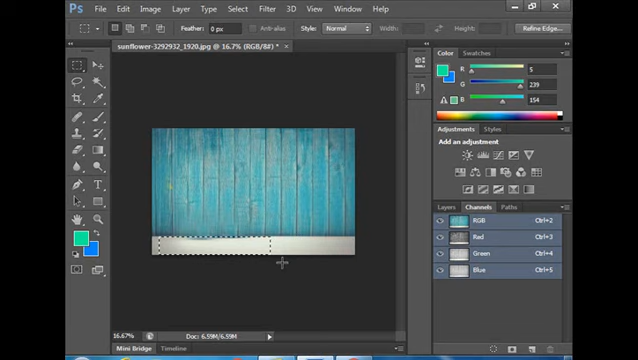 Ps File Edit Image Layer Type Select Filter 3D View Window Help
Feather: 0 px Anti-alias Style: Normal Width: Height: Refine Edge...
sunflower-3292932_1920.jpg @ 16.7% (RGB/8#) * ×
Color Swatches
R 5
G 239
B 154
Adjustments Styles
Add an adjustment
Layers Channels Paths
RGB Ctrl+2
Red Ctrl+3
Green Ctrl+4
Blue Ctrl+5
16.67% Doc: 6.59M/6.59M
Mini Bridge Timeline